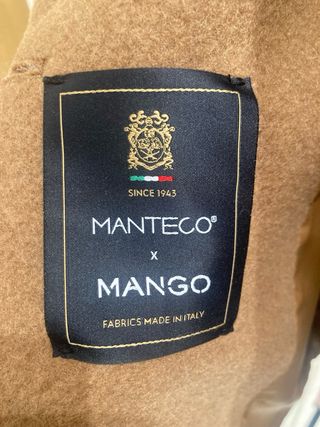 SINCE 1943
MANTECO®
x
MANGO
FABRICS MADE IN ITALY